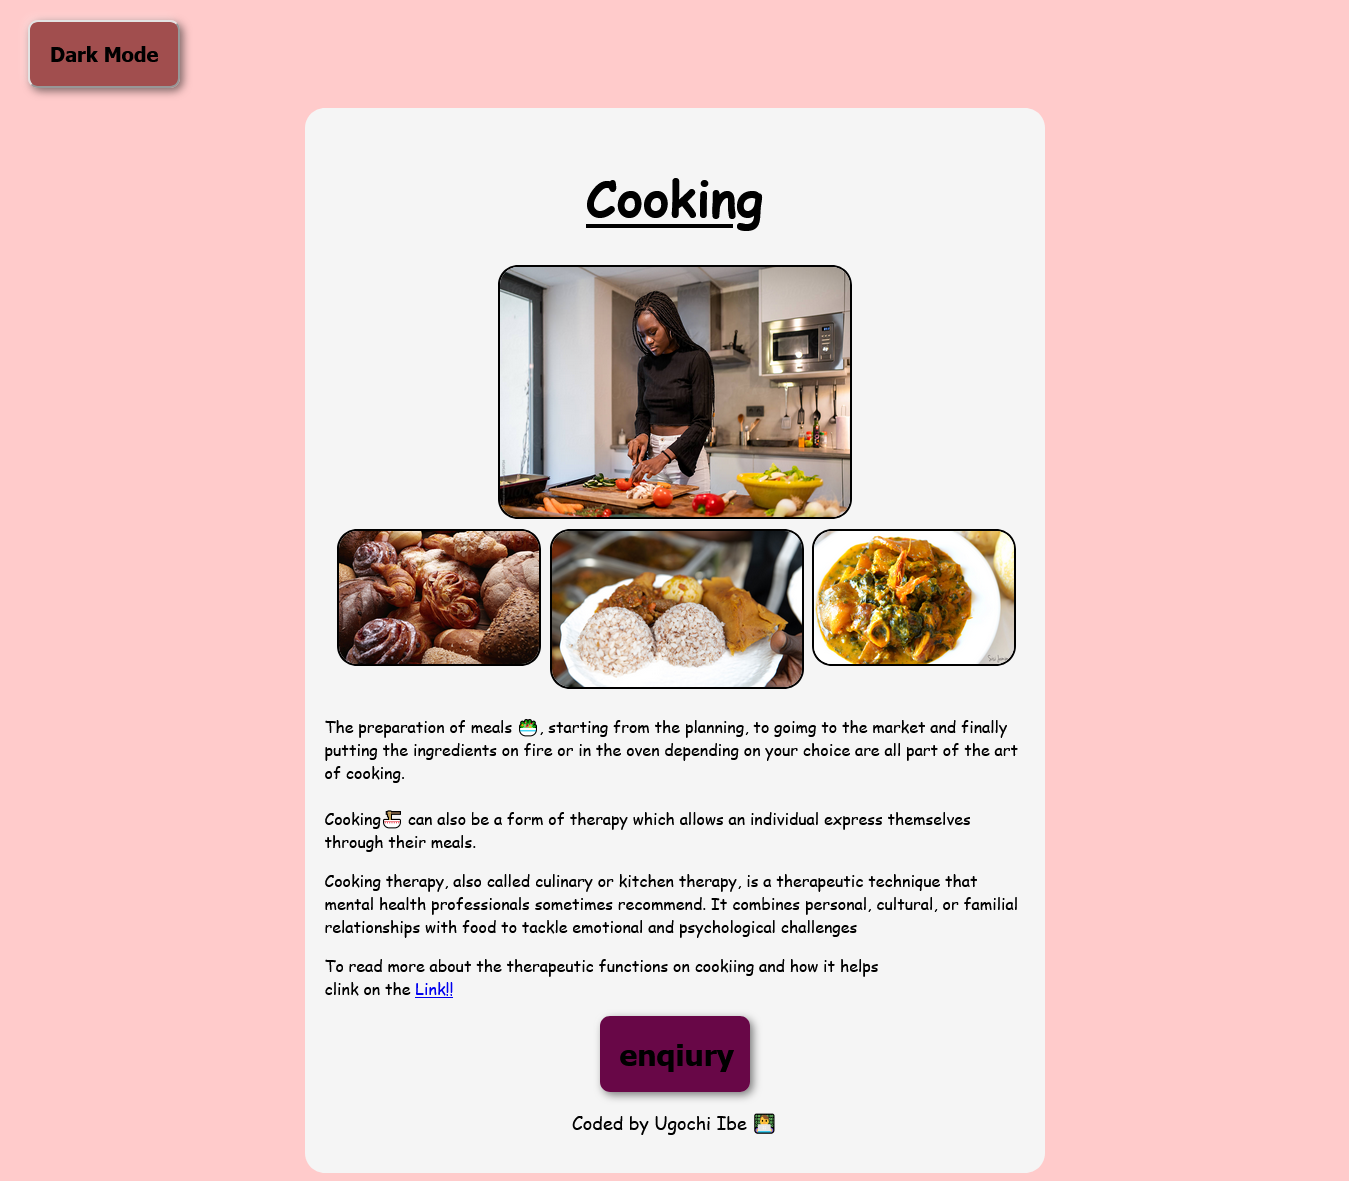 Dark Mode
Cooking
The preparation of meals 🥗, starting from the planning, to goimg to the market and finally
putting the ingredients on fire or in the oven depending on your choice are all part of the art
of cooking.
Cooking🍜 can also be a form of therapy which allows an individual express themselves
through their meals.
Cooking therapy, also called culinary or kitchen therapy, is a therapeutic technique that
mental health professionals sometimes recommend. It combines personal, cultural, or familial
relationships with food to tackle emotional and psychological challenges
To read more about the therapeutic functions on cookiing and how it helps
clink on the Link!!
enqiury
Coded by Ugochi Ibe 👩‍💻